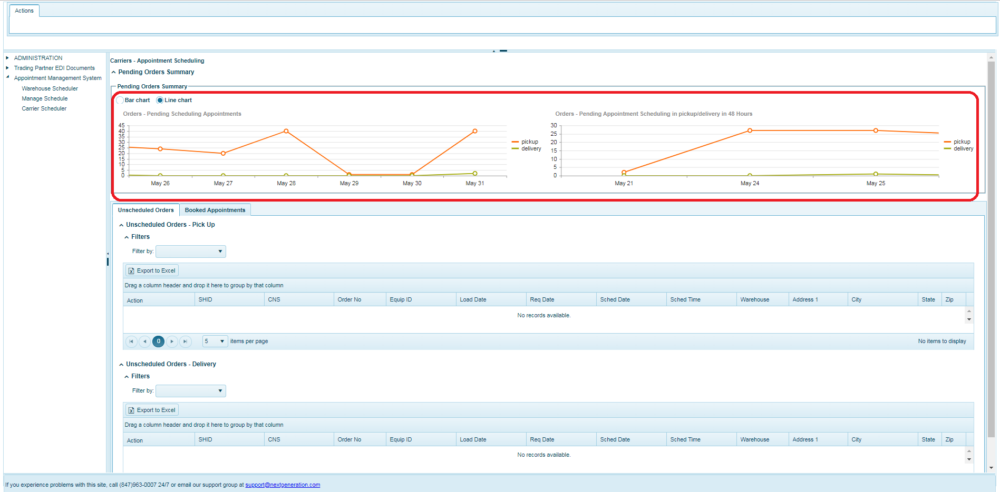 Actions
ADMINISTRATION
Trading Partner EDI Documents
Appointment Management System
Warehouse Scheduler
Manage Schedule
Carrier Scheduler
Carriers - Appointment Scheduling
Pending Orders Summary
Pending Orders Summary
Bar chart Line chart
Orders - Pending Scheduling Appointments
45
40
35
30
25
20
15
10
5
0
May 26 May 27 May 28 May 29 May 30 May 31
pickup
delivery
Orders - Pending Appointment Scheduling in pickup/delivery in 48 Hours
30
25
20
15
10
5
0
May 21 May 24 May 25
pickup
delivery
Unscheduled Orders Booked Appointments
Unscheduled Orders - Pick Up
Filters
Filter by:
Export to Excel
Drag a column header and drop it here to group by that column
Action SHID CNS Order No Equip ID Load Date Req Date Sched Date Sched Time Warehouse Address 1 City State Zip
No records available.
0 5 items per page No items to display
Unscheduled Orders - Delivery
Filters
Filter by:
Export to Excel
Drag a column header and drop it here to group by that column
Action SHID CNS Order No Equip ID Load Date Req Date Sched Date Sched Time Warehouse Address 1 City State Zip
No records available.
If you experience problems with this site, call (847)963-0007 24/7 or email our support group at support@nextgeneration.com